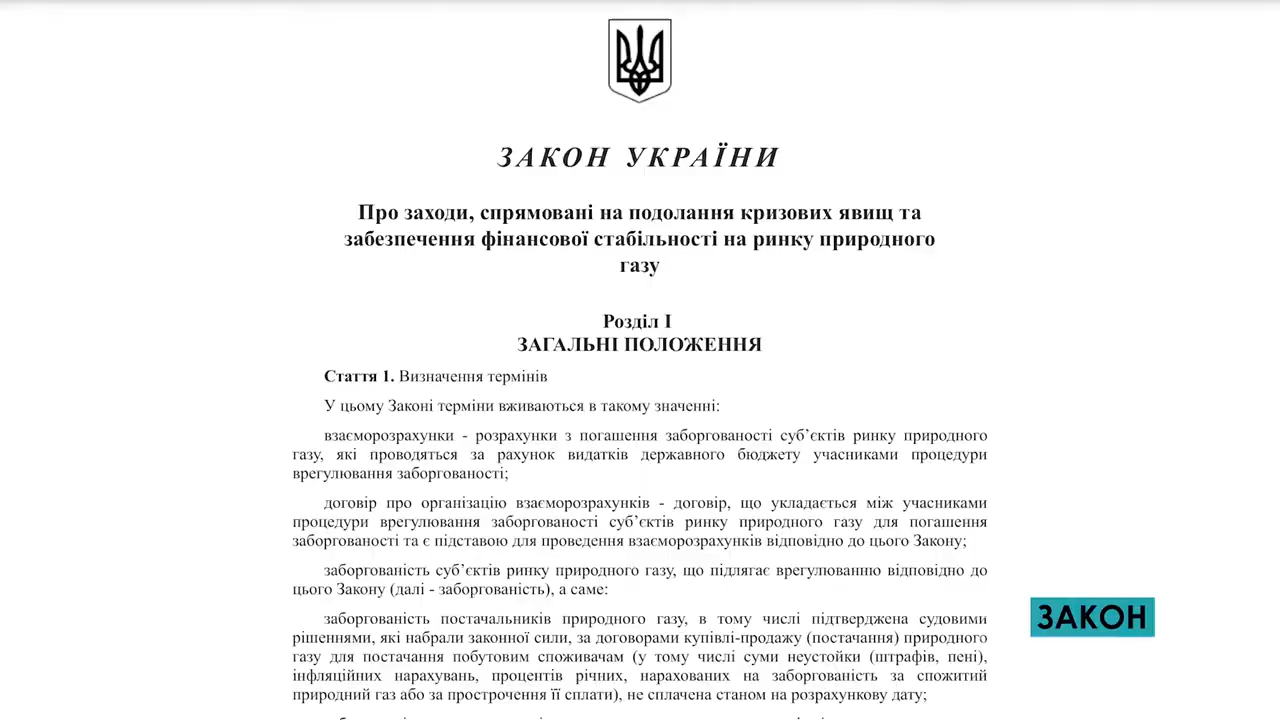 ЗАКОН УКРАЇНИ
Про заходи, спрямовані на подолання кризових явищ та
забезпечення фінансової стабільності на ринку природного
газу
Розділ I
ЗАГАЛЬНІ ПОЛОЖЕННЯ
Стаття 1. Визначення термінів
У цьому Законі терміни вживаються в такому значенні:
взаєморозрахунки - розрахунки з погашення заборгованості суб’єктів ринку природного
газу, які проводяться за рахунок видатків державного бюджету учасниками процедури
врегулювання заборгованості;
договір про організацію взаєморозрахунків - договір, що укладається між учасниками
процедури врегулювання заборгованості суб’єктів ринку природного газу для погашення
заборгованості та є підставою для проведення взаєморозрахунків відповідно до цього Закону;
заборгованість суб’єктів ринку природного газу, що підлягає врегулюванню відповідно до
цього Закону (далі - заборгованість), а саме:
заборгованість постачальників природного газу, в тому числі підтверджена судовими
рішеннями, які набрали законної сили, за договорами купівлі-продажу (постачання) природного
газу для постачання побутовим споживачам (у тому числі суми неустойки (штрафів, пені),
інфляційних нарахувань, процентів річних, нарахованих на заборгованість за спожитий
природний газ або за прострочення її сплати), не сплачена станом на розрахункову дату;
ЗАКОН